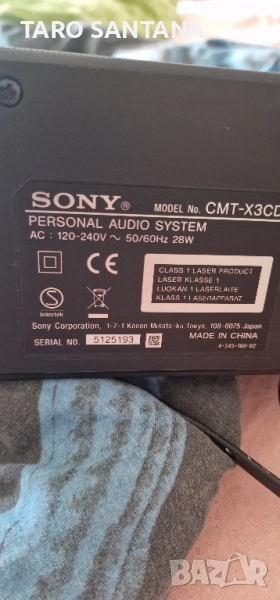 TARO SANTANA
SONY®
MODEL No. CMT-X3CD
PERSONAL AUDIO SYSTEM
AC : 120-240V ~ 50/60Hz 28W
CE
CLASS 1 LASER PRODUCT
LASER KLASSE 1
LUOKAN 1 LASERLAITE
KLASS 1 LASERAPPARAT
S
Intertek
Sony Corporation, 1-7-1 Konan Minato-ku Tokyo, 108-0075 Japan
SERIAL NO. 5125193
MADE IN CHINA
4-545-160-02
BAZAR
bazar.bg